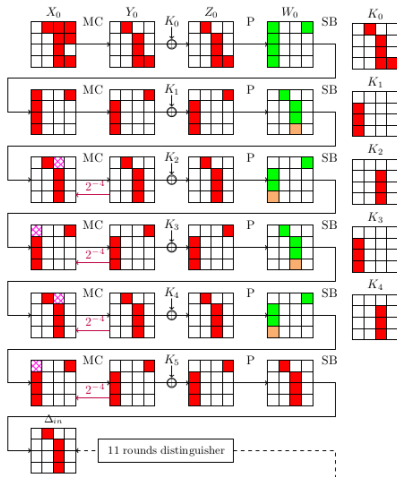 X₀ MC Y₀ K₀ Z₀ P W₀ SB K₀
MC K₁ P SB K₁
MC K₂ P SB K₂
2⁻⁴
MC K₃ P SB K₃
2⁻⁴
MC K₄ P SB K₄
2⁻⁴
MC K₅ P SB
2⁻⁴
Δᵢₙ
11 rounds distinguisher